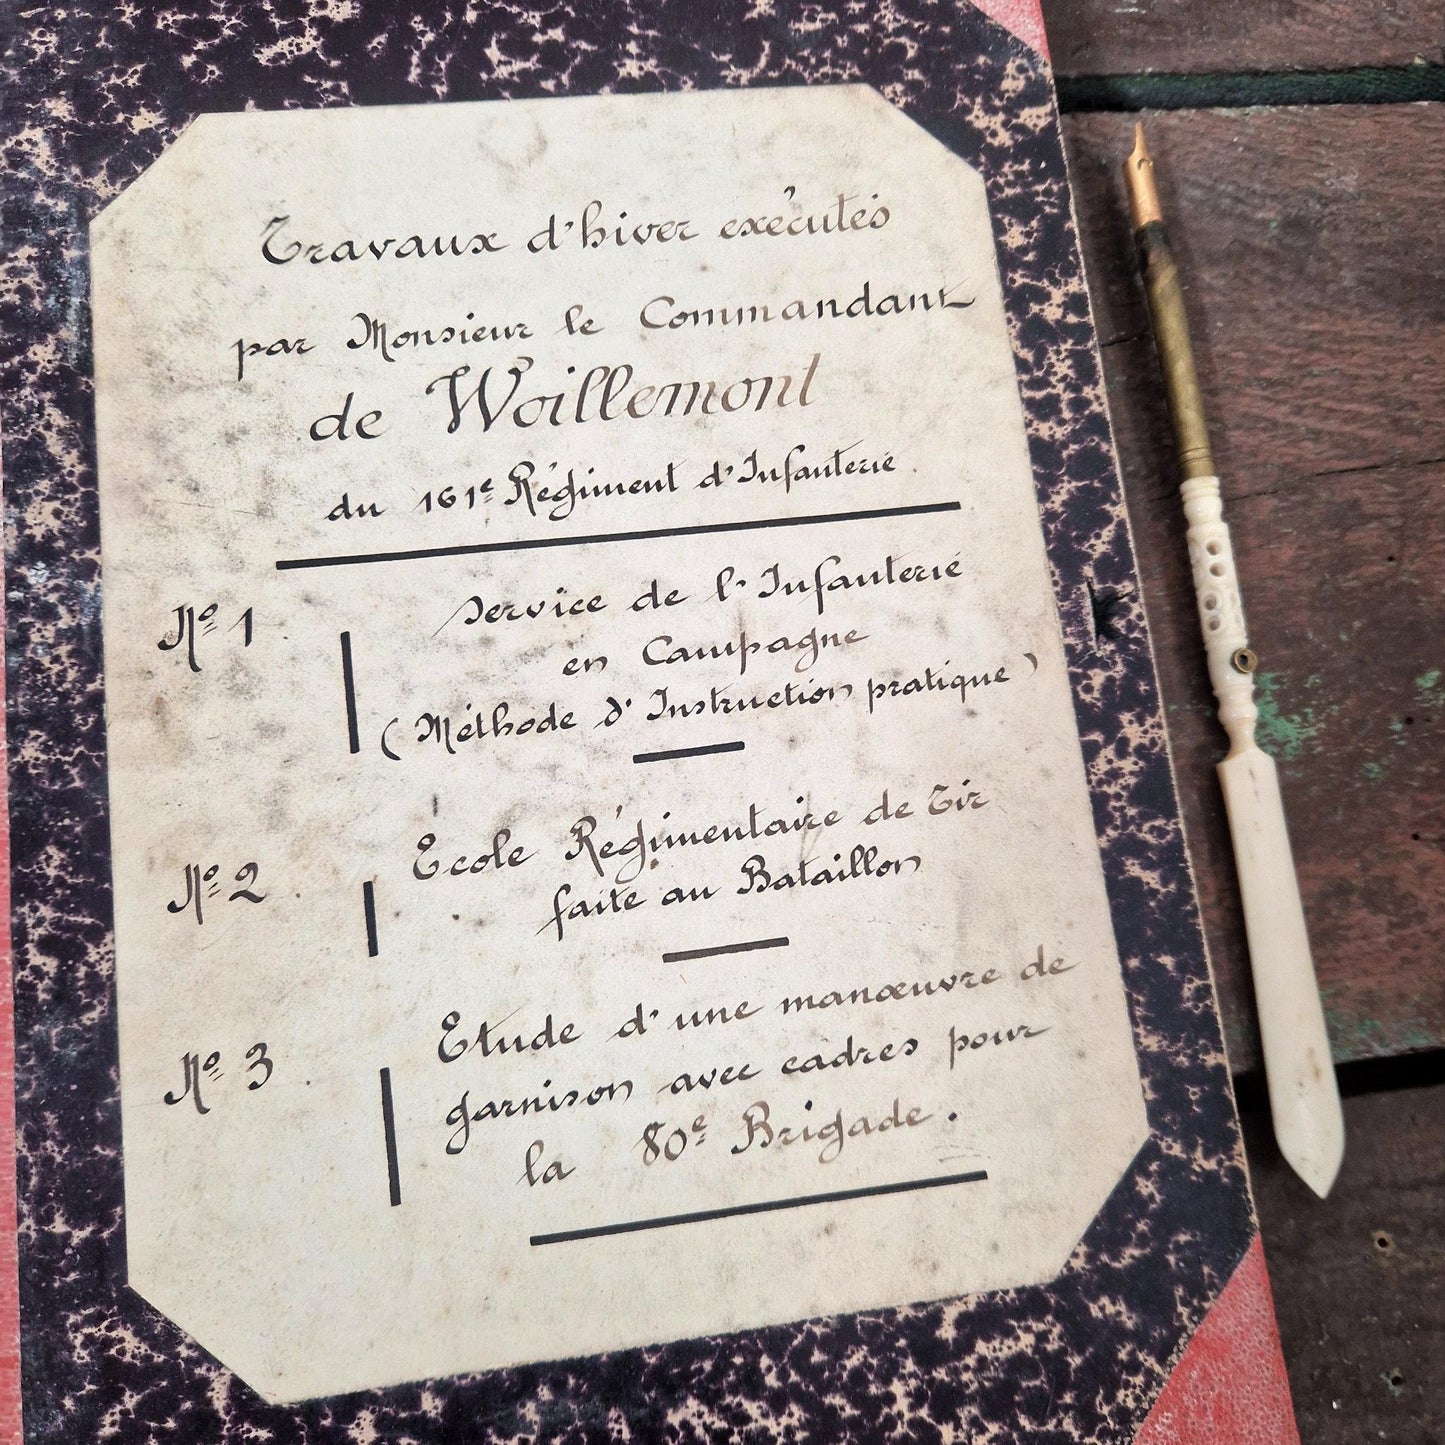 Travaux d'hiver exécutés
par Monsieur le Commandant
de Woillemont
du 161e Régiment d'Infanterie.
No 1. Service de l'Infanterie
en Campagne
(Méthode d'Instruction pratique)
No 2. École Régimentaire de Tir
faite au Bataillon
No 3. Etude d'une manœuvre de
garnison avec cadres pour
la 80e Brigade.